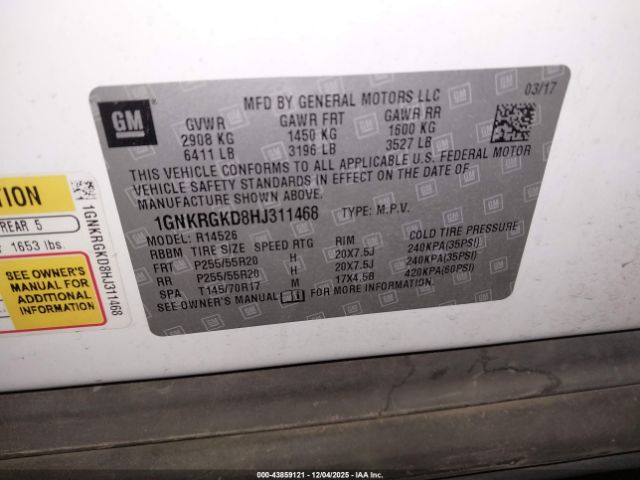 GM
MFD BY GENERAL MOTORS LLC
03/17
GVWR GAWR FRT GAWR RR
2908 KG 1450 KG 1600 KG
6411 LB 3196 LB 3527 LB
THIS VEHICLE CONFORMS TO ALL APPLICABLE U.S. FEDERAL MOTOR
VEHICLE SAFETY STANDARDS IN EFFECT ON THE DATE OF
MANUFACTURE SHOWN ABOVE.
1GNKRGKD8HJ311468 TYPE: M.P.V.
MODEL: R14526
RBBM TIRE SIZE SPEED RTG RIM COLD TIRE PRESSURE
FRT P255/55R20 H 20X7.5J 240KPA(35PSI)
RR P255/55R20 H 20X7.5J 240KPA(35PSI)
SPA T145/70R17 M 17X4.5B 420KPA(60PSI)
SEE OWNER'S MANUAL FOR MORE INFORMATION.
TION
REAR 5
1653 lbs.
SEE OWNER'S
MANUAL FOR
ADDITIONAL
INFORMATION
1GNKRGKD8HJ311468
000-43859121 - 12/04/2025 - IAA, Inc.